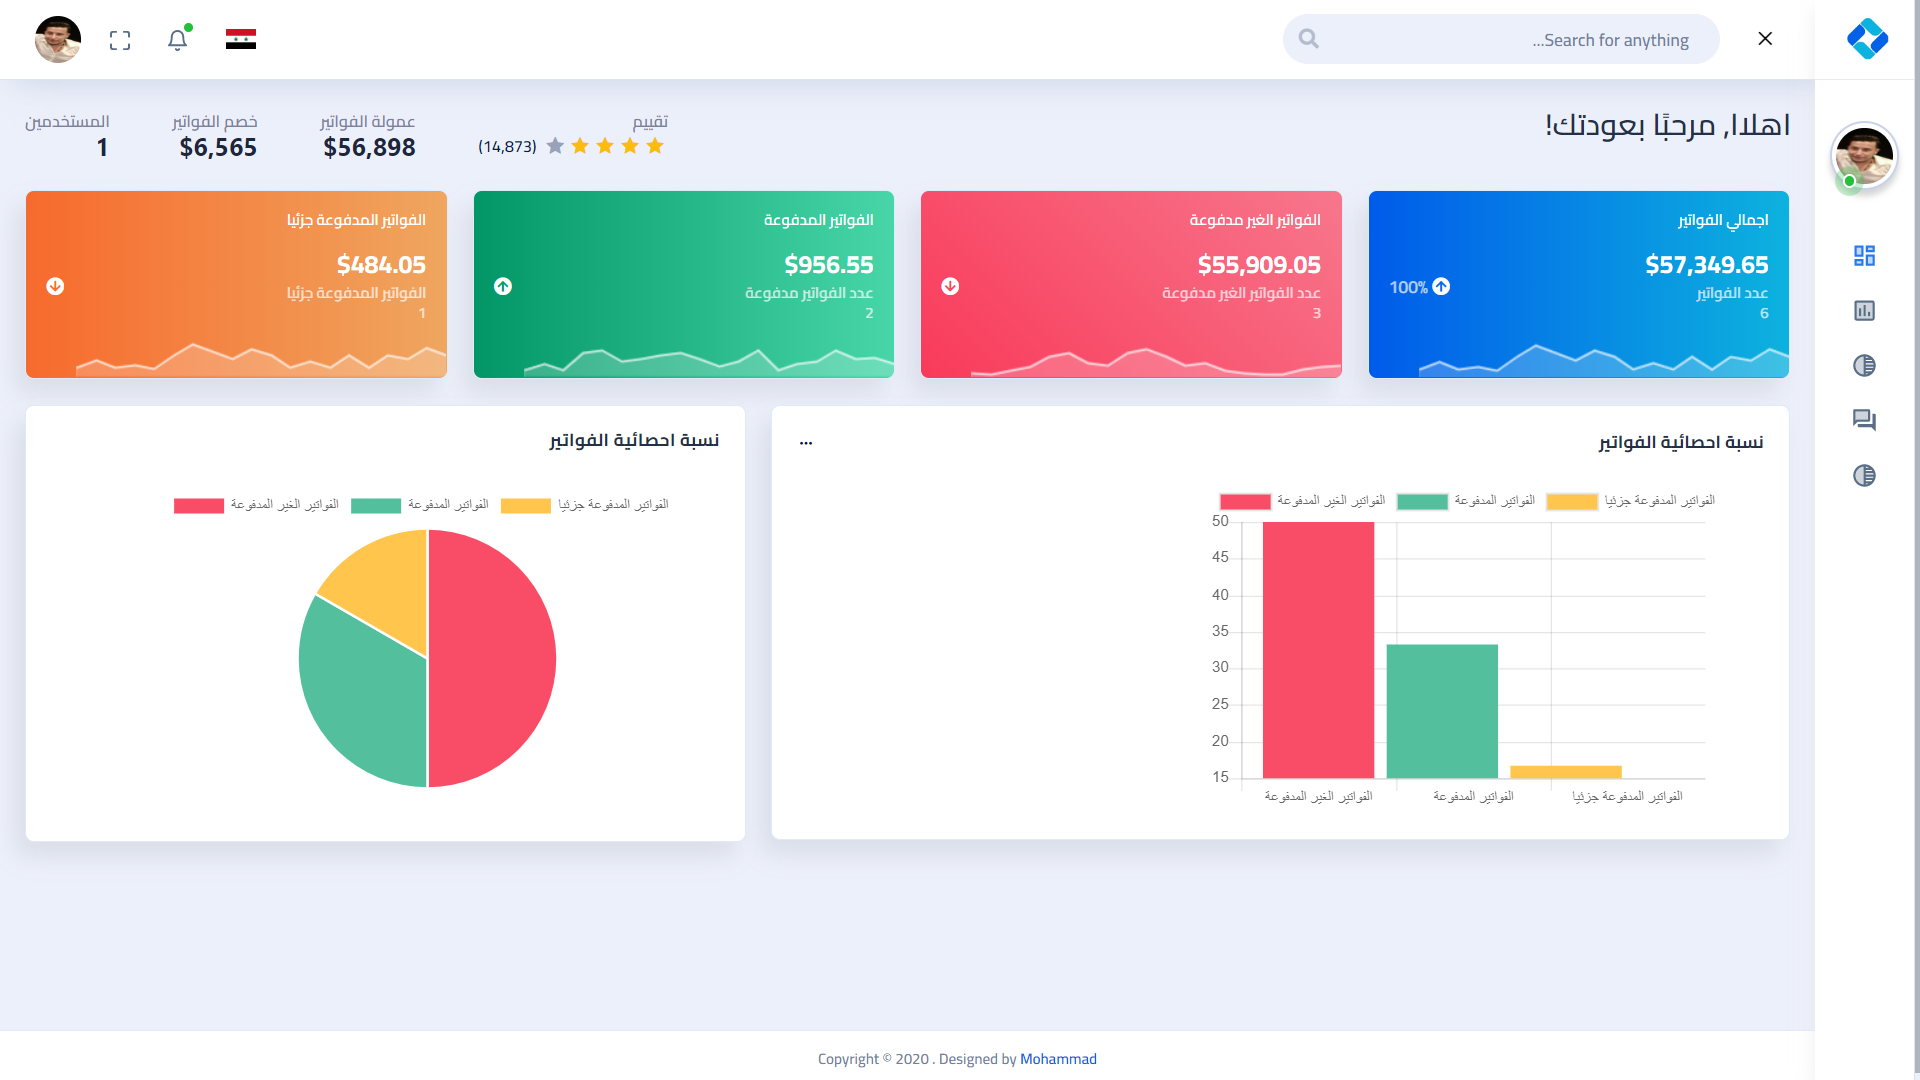 Search for anything...
اهلاا, مرحبًا بعودتك!
تقييم
(14,873)
عمولة الفواتير
$56,898
خصم الفواتير
$6,565
المستخدمين
1
اجمالي الفواتير
$57,349.65
عدد الفواتير
6
100%
الفواتير الغير مدفوعة
$55,909.05
عدد الفواتير الغير مدفوعة
3
الفواتير المدفوعة
$956.55
عدد الفواتير مدفوعة
2
الفواتير المدفوعة جزئيا
$484.05
الفواتير المدفوعة جزئيا
1
نسبة احصائية الفواتير
...
الفواتير الغير المدفوعة الفواتير المدفوعة الفواتير المدفوعة جزئيا
50
45
40
35
30
25
20
15
الفواتير الغير المدفوعة الفواتير المدفوعة الفواتير المدفوعة جزئيا
نسبة احصائية الفواتير
الفواتير الغير المدفوعة الفواتير المدفوعة الفواتير المدفوعة جزئيا
Copyright © 2020 . Designed by Mohammad